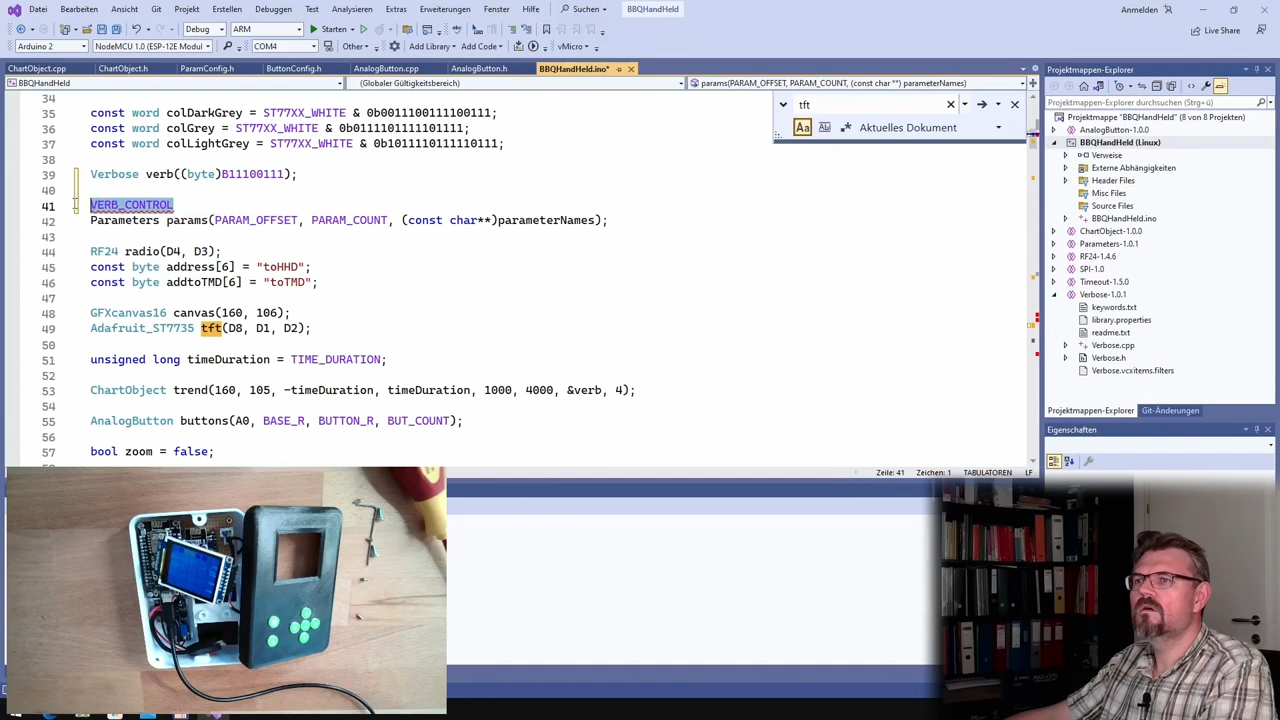 Datei Bearbeiten Ansicht Git Projekt Erstellen Debuggen Test Analysieren Extras Erweiterungen Fenster Hilfe Suchen BBQHandHeld Anmelden
Debug ARM Starten Live Share
Arduino 2 NodeMCU 1.0 (ESP-12E Modul COM4 Other Add Library Add Code vMicro
ChartObject.cpp ChartObject.h ParamConfig.h ButtonConfig.h AnalogButton.cpp AnalogButton.h BBQHandHeld.ino*
BBQHandHeld (Globaler Gültigkeitsbereich) params(PARAM_OFFSET, PARAM_COUNT, (const char **) parameterNames)
tft
Aa Aktuelles Dokument
34
35 const word colDarkGrey = ST77XX_WHITE & 0b0011100111100111;
36 const word colGrey = ST77XX_WHITE & 0b0111101111101111;
37 const word colLightGrey = ST77XX_WHITE & 0b1011110111110111;
38
39 Verbose verb((byte)B11100111);
40
41 VERB_CONTROL
42 Parameters params(PARAM_OFFSET, PARAM_COUNT, (const char**)parameterNames);
44 RF24 radio(D4, D3);
45 const byte address[6] = "toHHD";
46 const byte addtoTMD[6] = "toTMD";
47
48 GFXcanvas16 canvas(160, 106);
49 Adafruit_ST7735 tft(D8, D1, D2);
50
51 unsigned long timeDuration = TIME_DURATION;
52
53 ChartObject trend(160, 105, -timeDuration, timeDuration, 1000, 4000, &verb, 4);
55 AnalogButton buttons(A0, BASE_R, BUTTON_R, BUT_COUNT);
56
57 bool zoom = false;
Zeile: 41 Zeichen: 1 TABULATOREN LF
Projektmappen-Explorer
Projektmappen-Explorer durchsuchen (Strg+ü)
Projektmappe "BBQHandHeld" (8 von 8 Projekten)
AnalogButton-1.0.0
BBQHandHeld (Linux)
Verweise
Externe Abhängigkeiten
Header Files
Misc Files
Source Files
BBQHandHeld.ino
ChartObject-1.0.0
Parameters-1.0.1
RF24-1.4.5
SPI-1.0
Timeout-1.5.0
Verbose-1.0.1
keywords.txt
library.properties
readme.txt
Verbose.cpp
Verbose.h
Verbose.vcxitems.filters
Projektmappen-Explorer Git-Änderungen
Eigenschaften